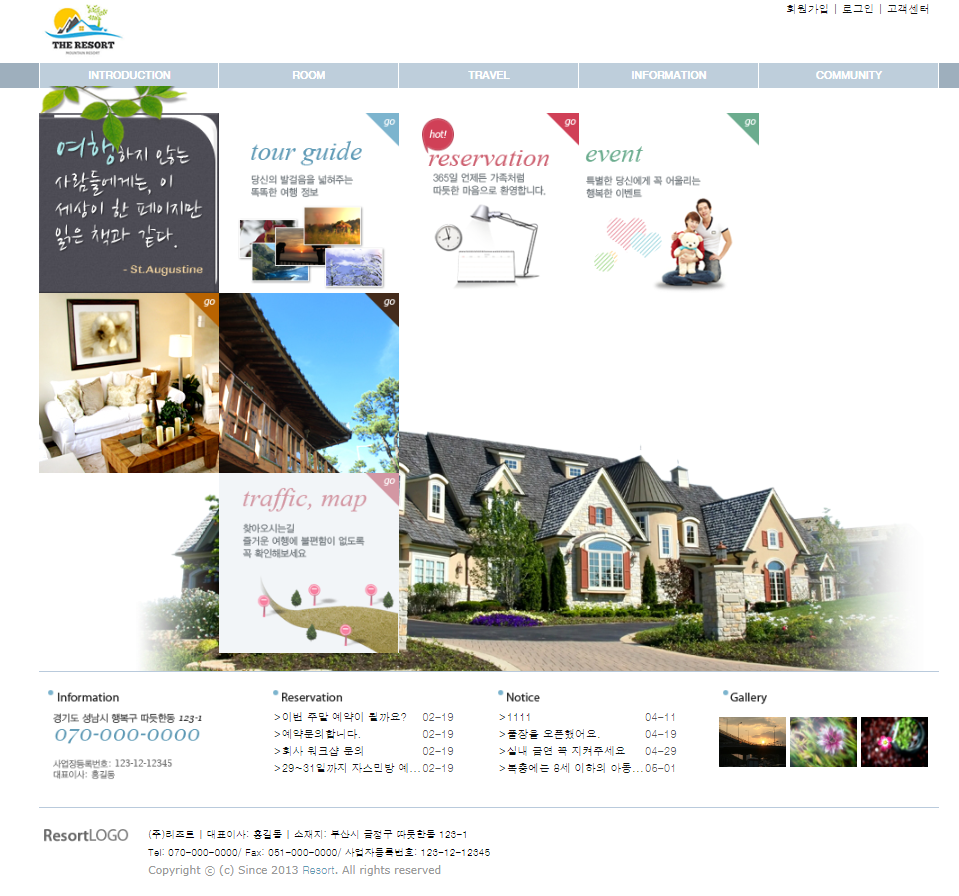 THE RESORT
회원가입 | 로그인 | 고객센터
INTRODUCTION ROOM TRAVEL INFORMATION COMMUNITY
여행하지 않는
사람들에게는, 이
세상이 한 페이지만
읽은 책과 같다.
- St.Augustine
go
tour guide
당신의 발걸음을 넓혀주는
똑똑한 여행 정보
go
hot!
reservation
365일 언제든 가족처럼
따듯한 마음으로 환영합니다.
go
event
특별한 당신에게 꼭 어울리는
행복한 이벤트
go
go
go
traffic, map
찾아오시는길
즐거운 여행에 불편함이 없도록
꼭 확인해보세요
Information
경기도 성남시 행복구 따듯한동 123-1
070-000-0000
사업장등록번호: 123-12-12345
대표이사: 홍길동
Reservation
>이번 주말 예약이 될까요? 02-19
>예약문의합니다. 02-19
>회사 워크샵 문의 02-19
>29~31일까지 자스민방 예... 02-19
Notice
>1111 04-11
>풀장을 오픈했어요. 04-19
>실내 금연 꼭 지켜주세요 04-29
>복층에는 8세 이하의 아동... 05-01
Gallery
ResortLOGO
(주)리조트 | 대표이사: 홍길동 | 소재지: 부산시 금정구 따듯한동 123-1
Tel: 070-000-0000/ Fax: 051-000-0000/ 사업자등록번호: 123-12-12345
Copyright ⓒ (c) Since 2013 Resort. All rights reserved